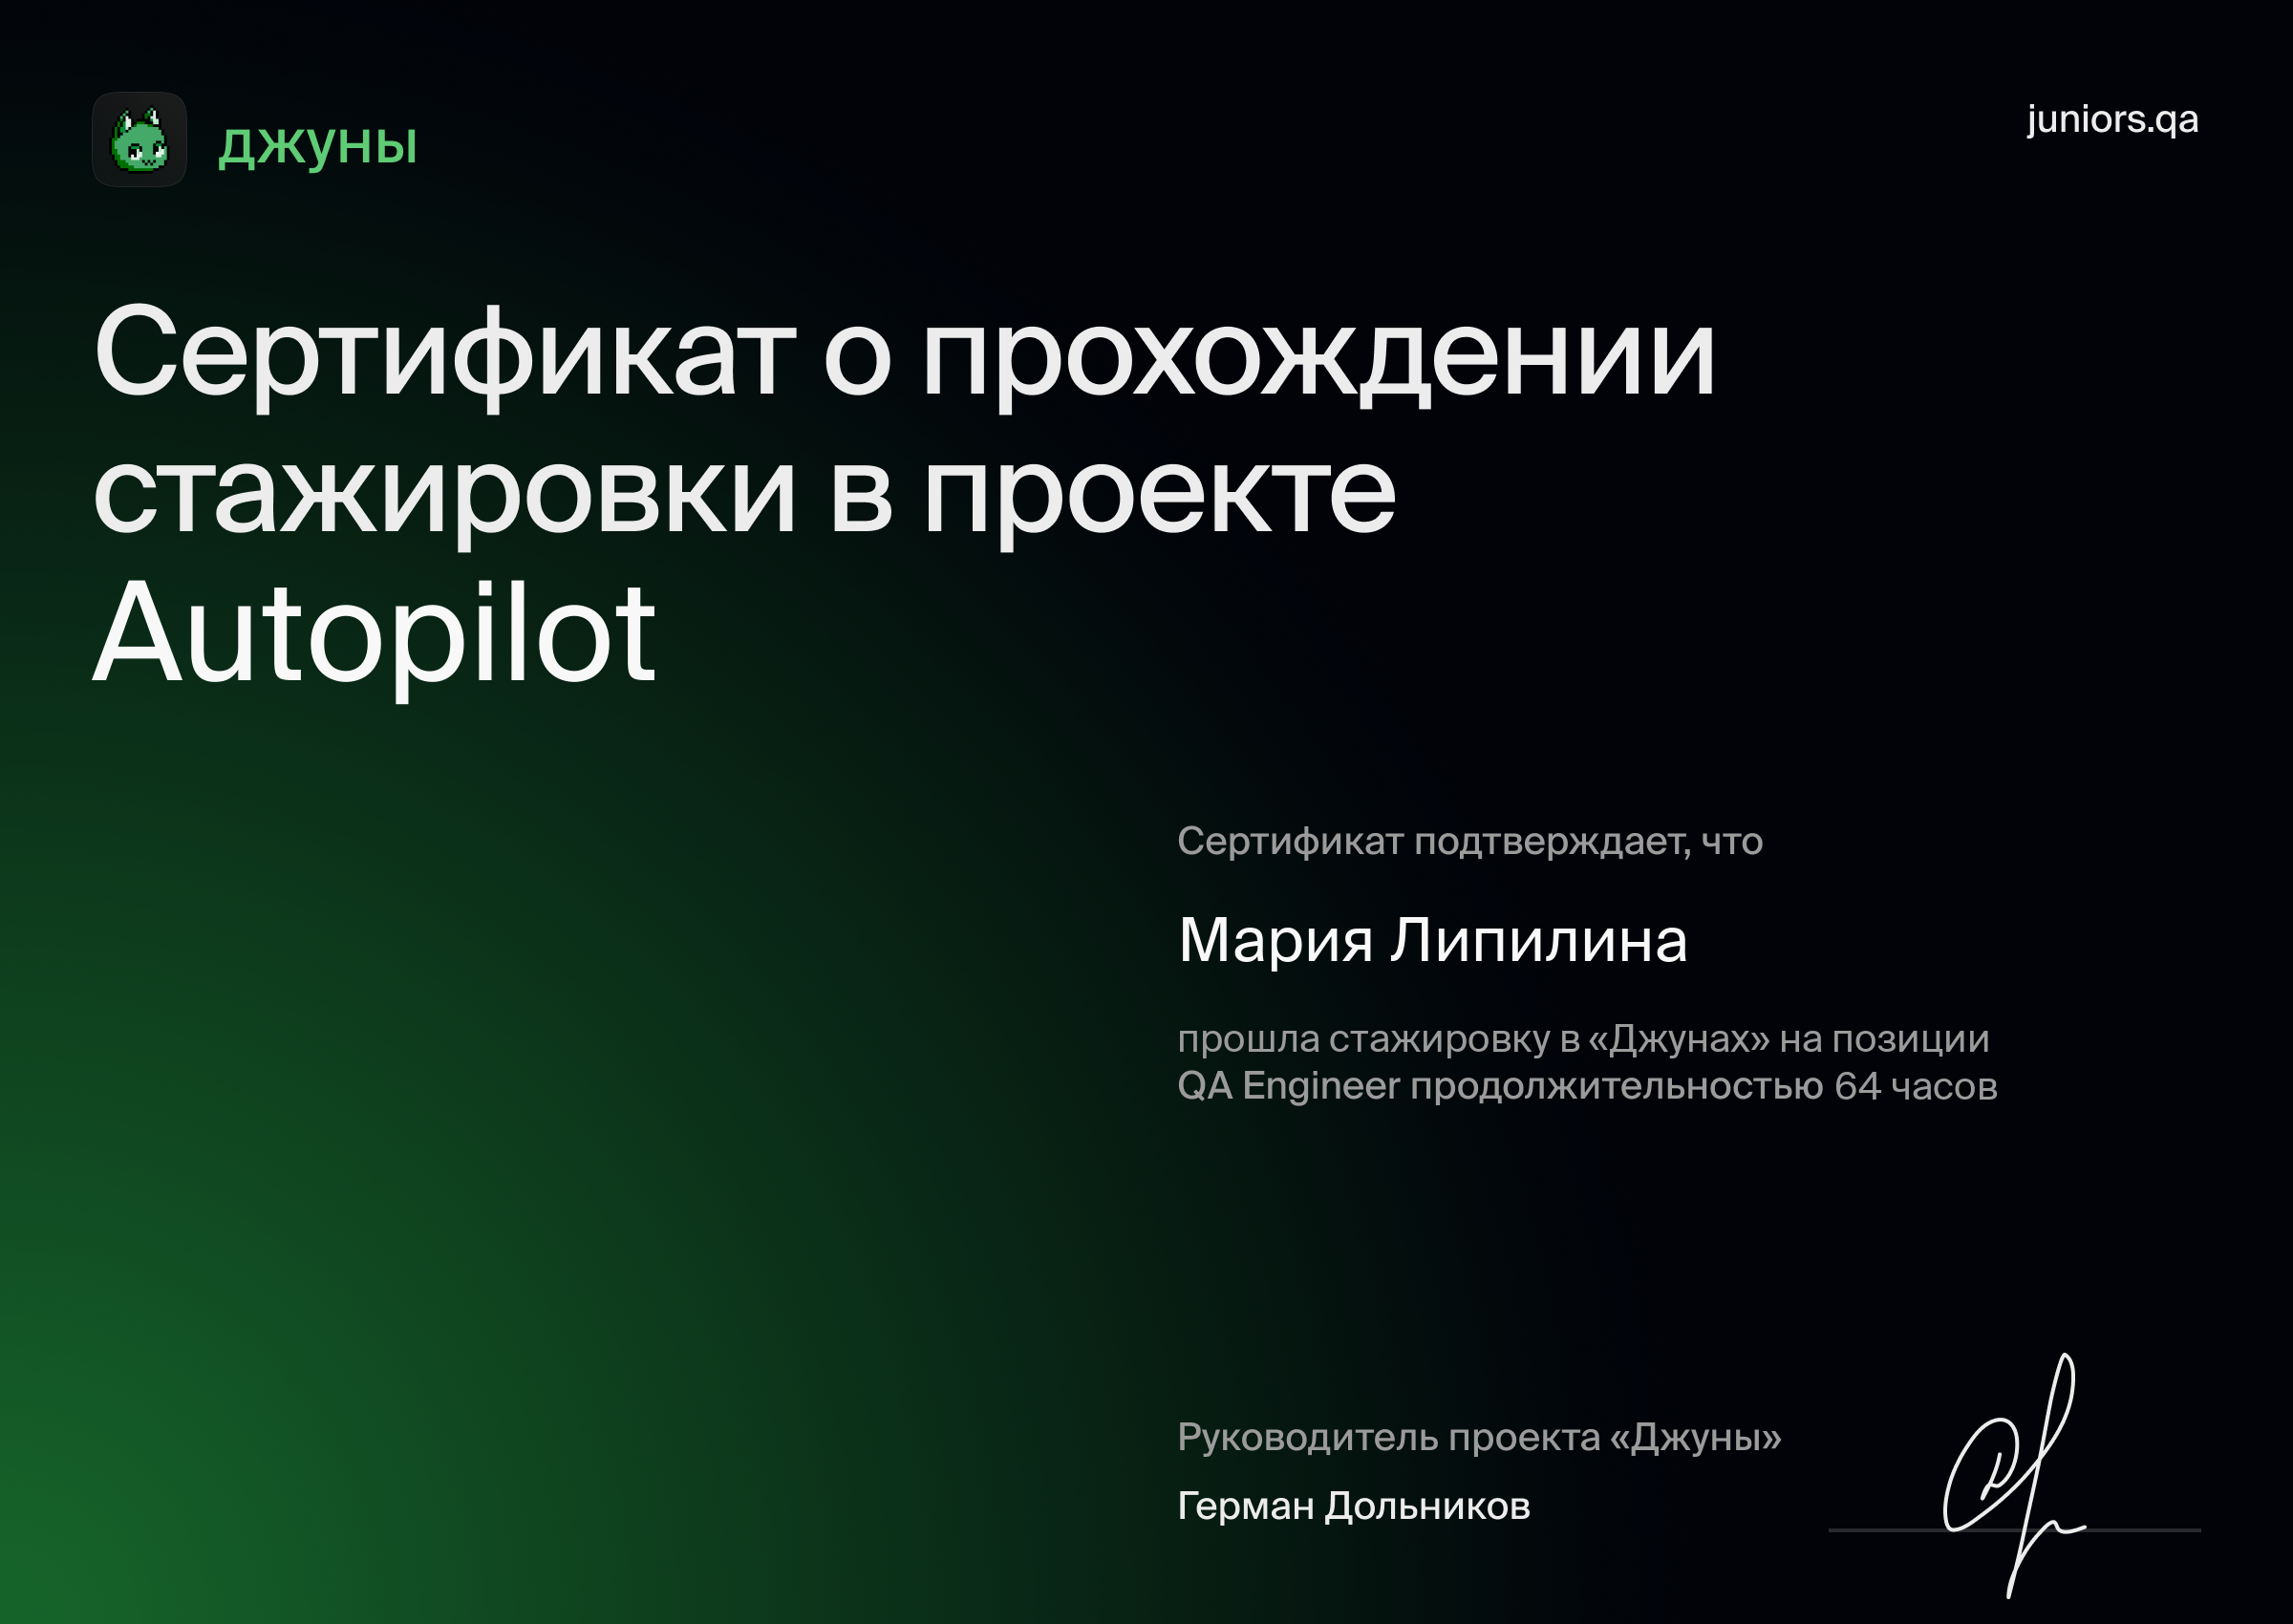 джуны
juniors.qa
Сертификат о прохождении
стажировки в проекте
Autopilot
Сертификат подтверждает, что
Мария Липилина
прошла стажировку в «Джунах» на позиции
QA Engineer продолжительностью 64 часов
Руководитель проекта «Джуны»
Герман Дольников